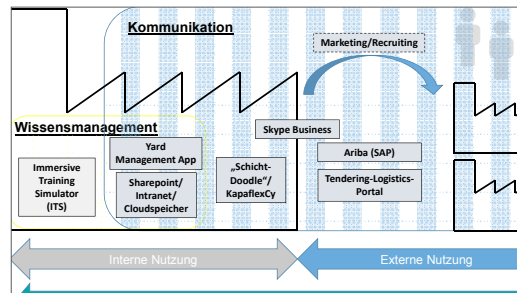 Kommunikation
Marketing/Recruiting
Wissensmanagement
Skype Business
Yard
Management App
Ariba (SAP)
Immersive
Training
Simulator
(ITS)
Sharepoint/
Intranet/
Cloudspeicher
„Schicht-
Doodle“/
KapaflexCy
Tendering-Logistics-
Portal
Interne Nutzung
Externe Nutzung